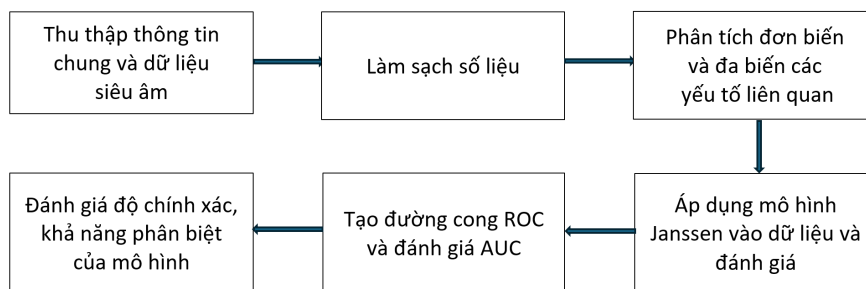 Thu thập thông tin
chung và dữ liệu
siêu âm
Làm sạch số liệu
Phân tích đơn biến
và đa biến các
yếu tố liên quan
Áp dụng mô hình
Janssen vào dữ liệu và
đánh giá
Tạo đường cong ROC
và đánh giá AUC
Đánh giá độ chính xác,
khả năng phân biệt
của mô hình